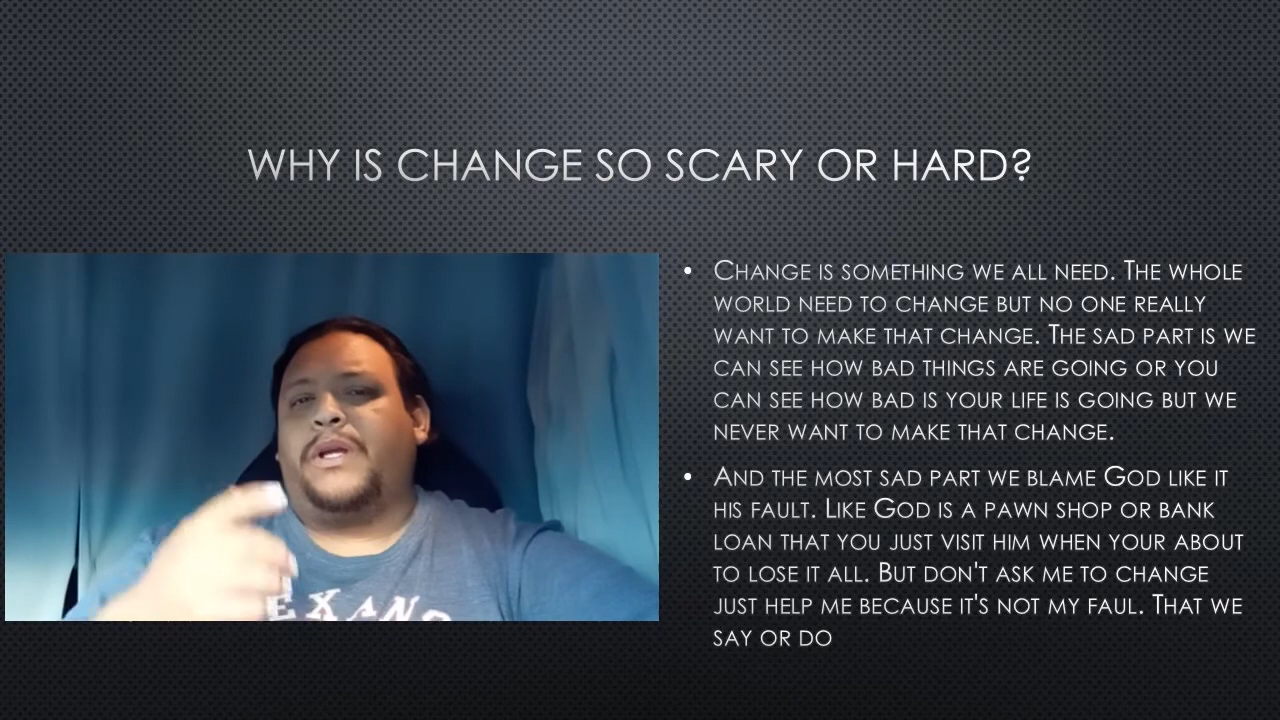 WHY IS CHANGE SO SCARY OR HARD?
• CHANGE IS SOMETHING WE ALL NEED. THE WHOLE
WORLD NEED TO CHANGE BUT NO ONE REALLY
WANT TO MAKE THAT CHANGE. THE SAD PART IS WE
CAN SEE HOW BAD THINGS ARE GOING OR YOU
CAN SEE HOW BAD IS YOUR LIFE IS GOING BUT WE
NEVER WANT TO MAKE THAT CHANGE.
• AND THE MOST SAD PART WE BLAME GOD LIKE IT
HIS FAULT. LIKE GOD IS A PAWN SHOP OR BANK
LOAN THAT YOU JUST VISIT HIM WHEN YOUR ABOUT
TO LOSE IT ALL. BUT DON'T ASK ME TO CHANGE
JUST HELP ME BECAUSE IT'S NOT MY FAUL. THAT WE
SAY OR DO
EXANS